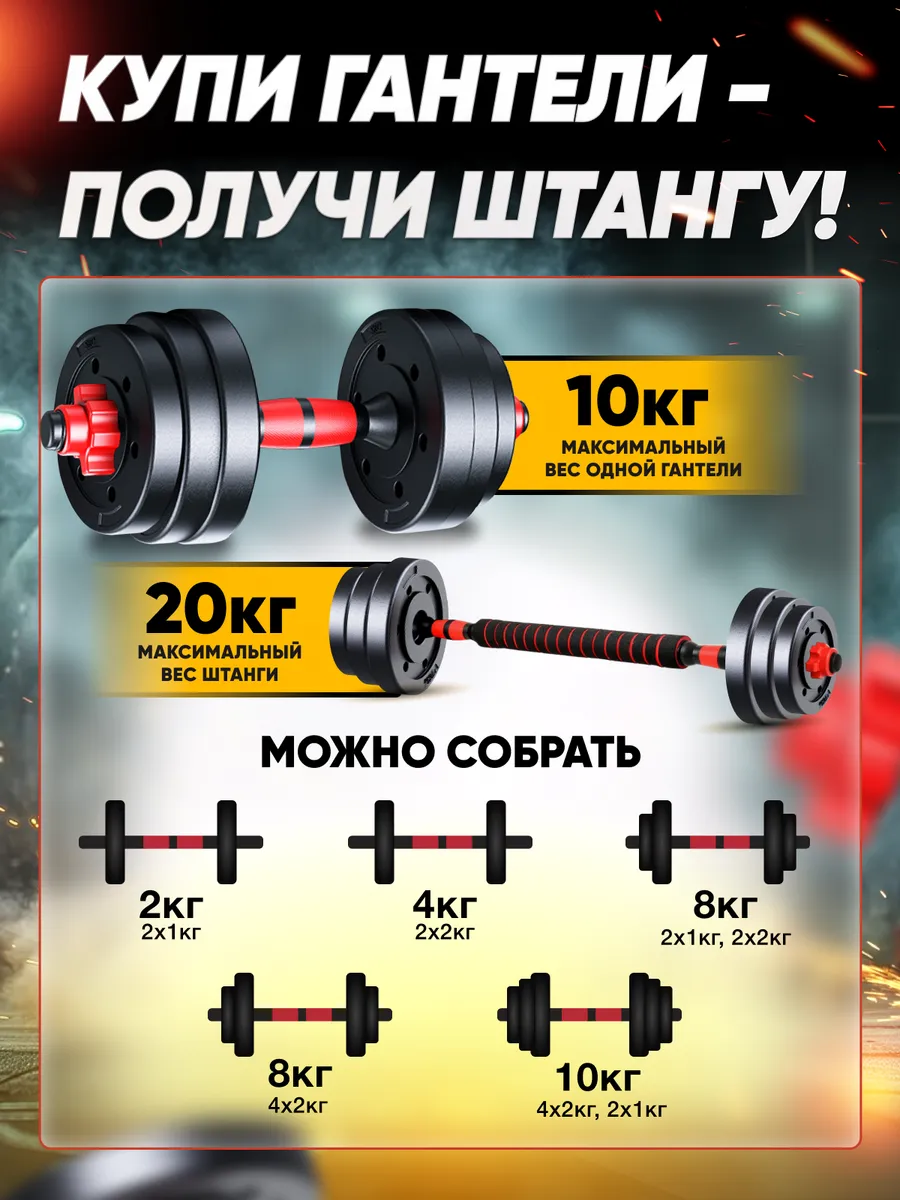 КУПИ ГАНТЕЛИ -
ПОЛУЧИ ШТАНГУ!
10кг
МАКСИМАЛЬНЫЙ
ВЕС ОДНОЙ ГАНТЕЛИ
20кг
МАКСИМАЛЬНЫЙ
ВЕС ШТАНГИ
МОЖНО СОБРАТЬ
2кг
2х1кг
4кг
2х2кг
8кг
2х1кг, 2х2кг
8кг
4х2кг
10кг
4х2кг, 2х1кг